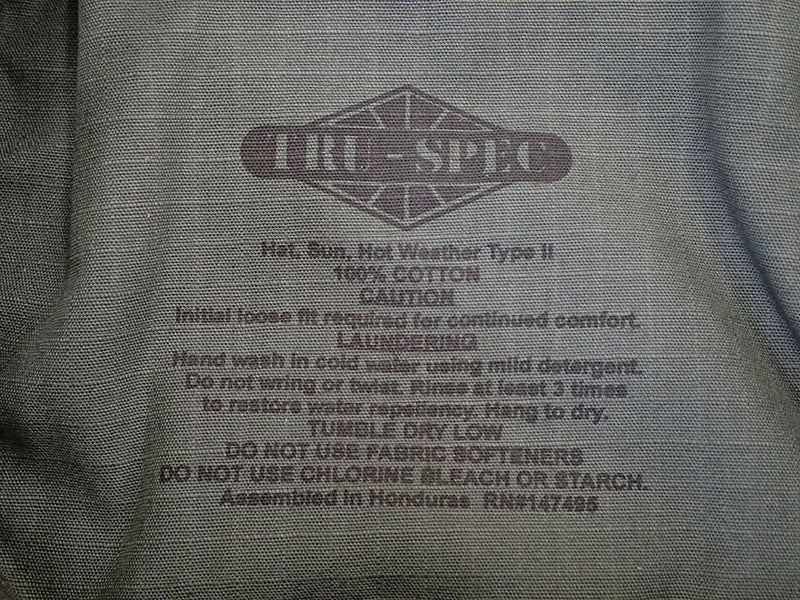 TRU-SPEC
Hat, Sun, Hot Weather Type II
100% COTTON
CAUTION
Initial loose fit required for continued comfort.
LAUNDERING
Hand wash in cold water using mild detergent.
Do not wring or twist. Rinse at least 3 times
to restore water repellency. Hang to dry.
TUMBLE DRY LOW
DO NOT USE FABRIC SOFTENERS
DO NOT USE CHLORINE BLEACH OR STARCH.
Assembled in Honduras RN#147495